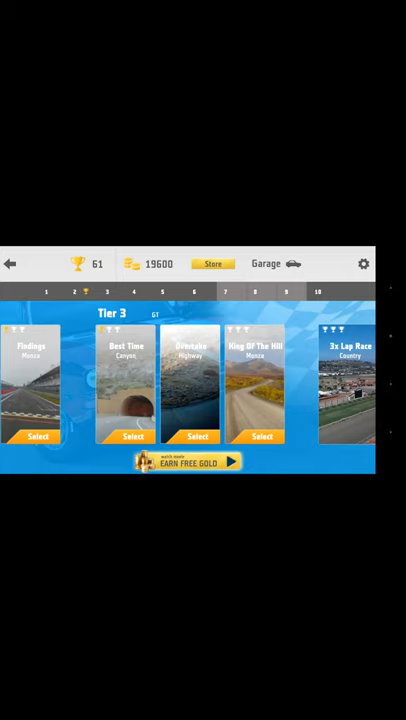 61
19600
Store
Garage
1 2 3 4 5 6 7 8 9 10
Tier 3 GT
Findings
Monza
Select
Best Time
Canyon
Select
Overtake
Highway
Select
King Of The Hill
Monza
Select
3x Lap Race
Country
watch movie
EARN FREE GOLD